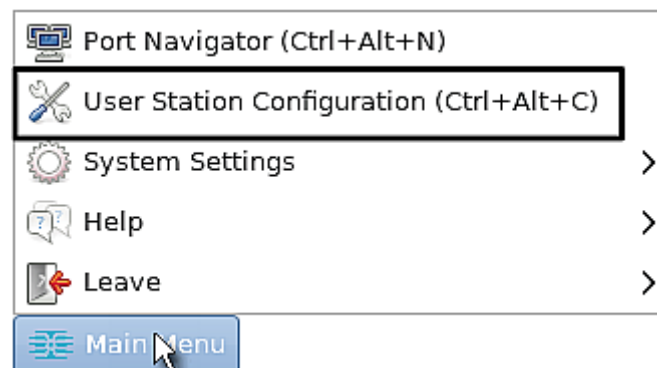 Port Navigator (Ctrl+Alt+N)
User Station Configuration (Ctrl+Alt+C)
System Settings
Help
Leave
Main Menu